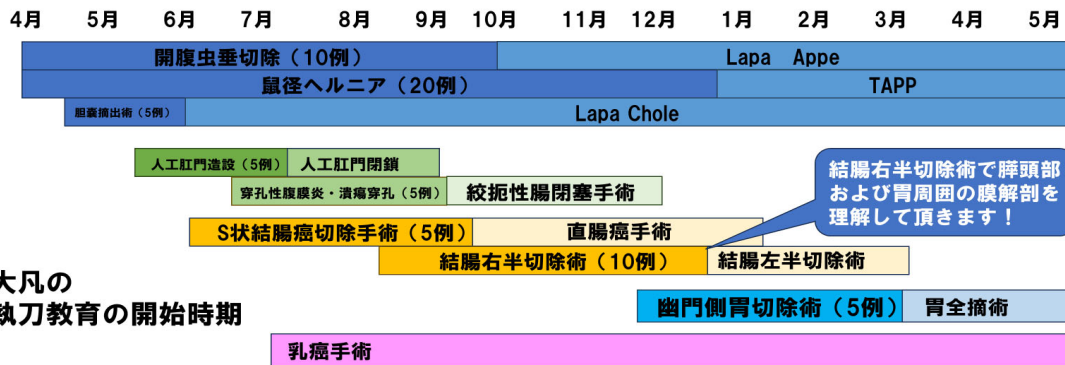 4月 5月 6月 7月 8月 9月 10月 11月 12月 1月 2月 3月 4月 5月
開腹虫垂切除（10例） Lapa Appe
鼠径ヘルニア（20例） TAPP
胆嚢摘出術（5例） Lapa Chole
人工肛門造設（5例） 人工肛門閉鎖
穿孔性腹膜炎・潰瘍穿孔（5例） 絞扼性腸閉塞手術
結腸右半切除術で膵頭部
および胃周囲の膜解剖を
理解して頂きます！
S状結腸癌切除手術（5例） 直腸癌手術
結腸右半切除術（10例） 結腸左半切除術
大凡の
執刀教育の開始時期
幽門側胃切除術（5例） 胃全摘術
乳癌手術